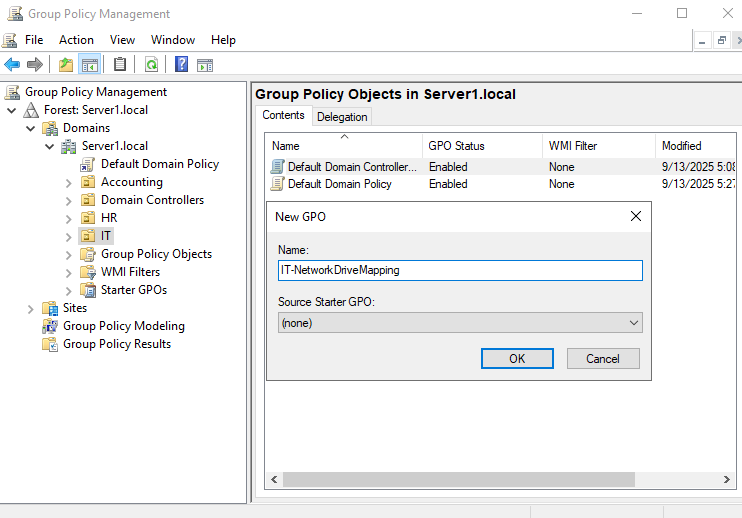 Group Policy Management
File Action View Window Help
Group Policy Management
Forest: Server1.local
Domains
Server1.local
Default Domain Policy
Accounting
Domain Controllers
HR
IT
Group Policy Objects
WMI Filters
Starter GPOs
Sites
Group Policy Modeling
Group Policy Results
Group Policy Objects in Server1.local
Contents Delegation
Name GPO Status WMI Filter Modified
Default Domain Controller... Enabled None 9/13/2025 5:08
Default Domain Policy Enabled None 9/13/2025 5:27
New GPO
Name:
IT-NetworkDriveMapping
Source Starter GPO:
(none)
OK Cancel